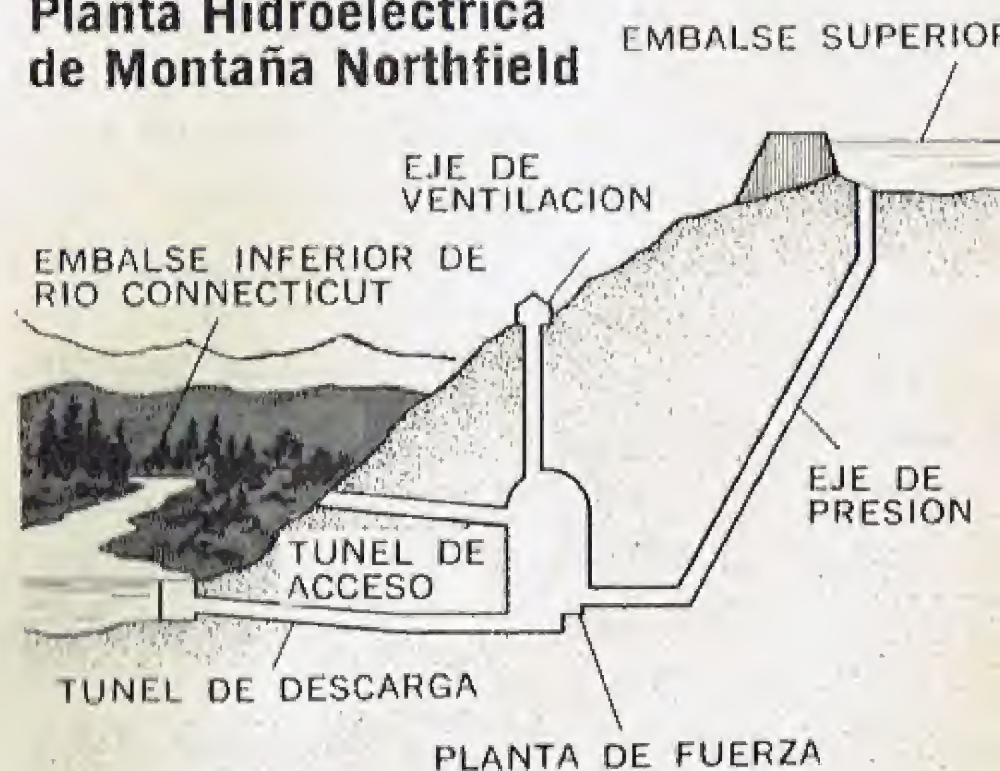 Planta Hidroeléctrica
de Montaña Northfield
EMBALSE SUPERIOR
EJE DE
VENTILACION
EMBALSE INFERIOR DE
RIO CONNECTICUT
EJE DE
PRESION
TUNEL DE
ACCESO
TUNEL DE DESCARGA
PLANTA DE FUERZA